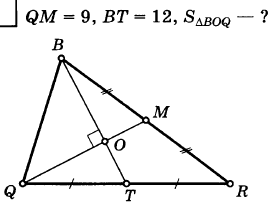 QM = 9, BT = 12, S△BOQ — ?
B
M
O
Q
T
R